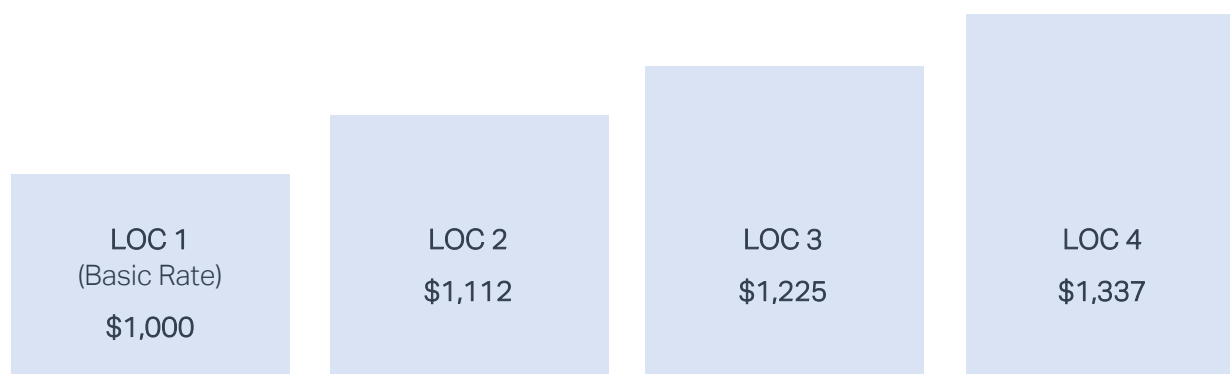 LOC 1
(Basic Rate)
$1,000
LOC 2
$1,112
LOC 3
$1,225
LOC 4
$1,337